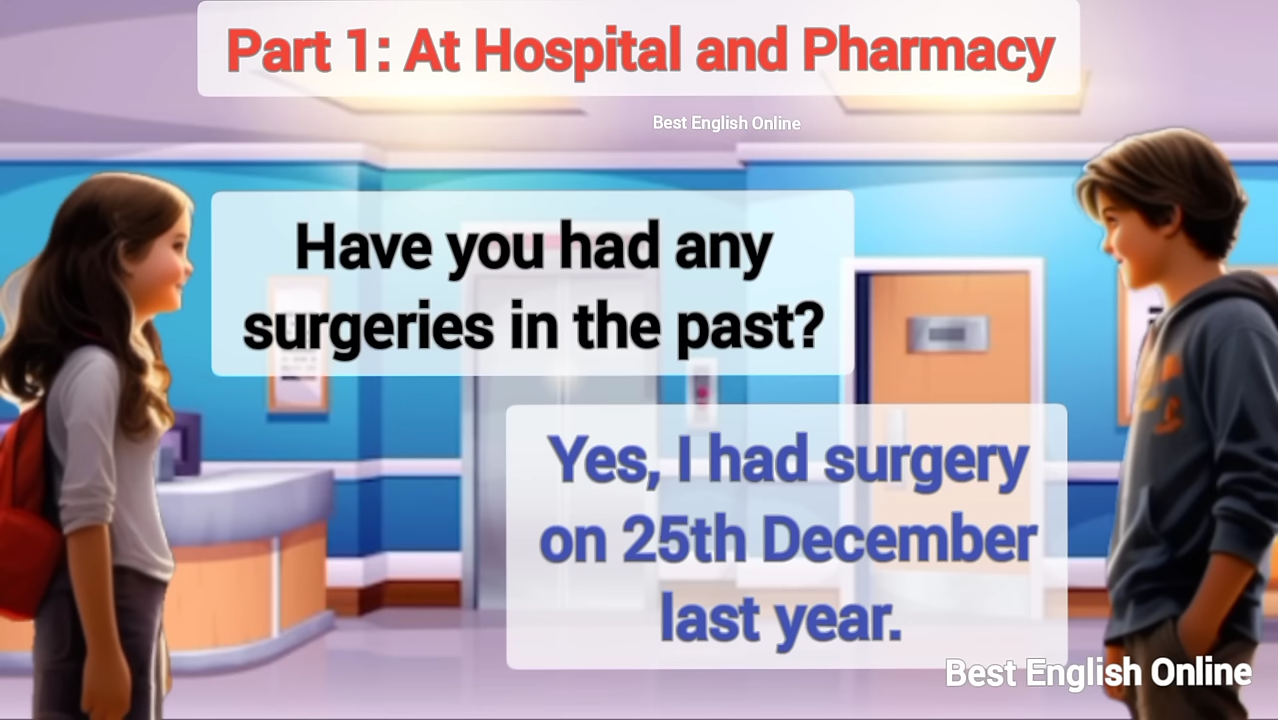 Part 1: At Hospital and Pharmacy
Best English Online
Have you had any
surgeries in the past?
Yes, I had surgery
on 25th December
last year.
Best English Online